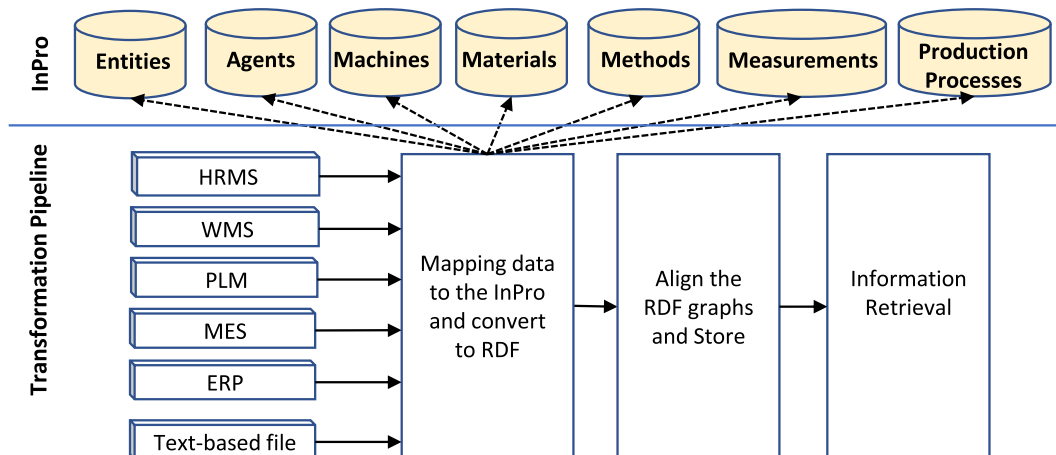 InPro
Entities
Agents
Machines
Materials
Methods
Measurements
Production
Processes
Transformation Pipeline
HRMS
WMS
PLM
MES
ERP
Text-based file
Mapping data
to the InPro
and convert
to RDF
Align the
RDF graphs
and Store
Information
Retrieval